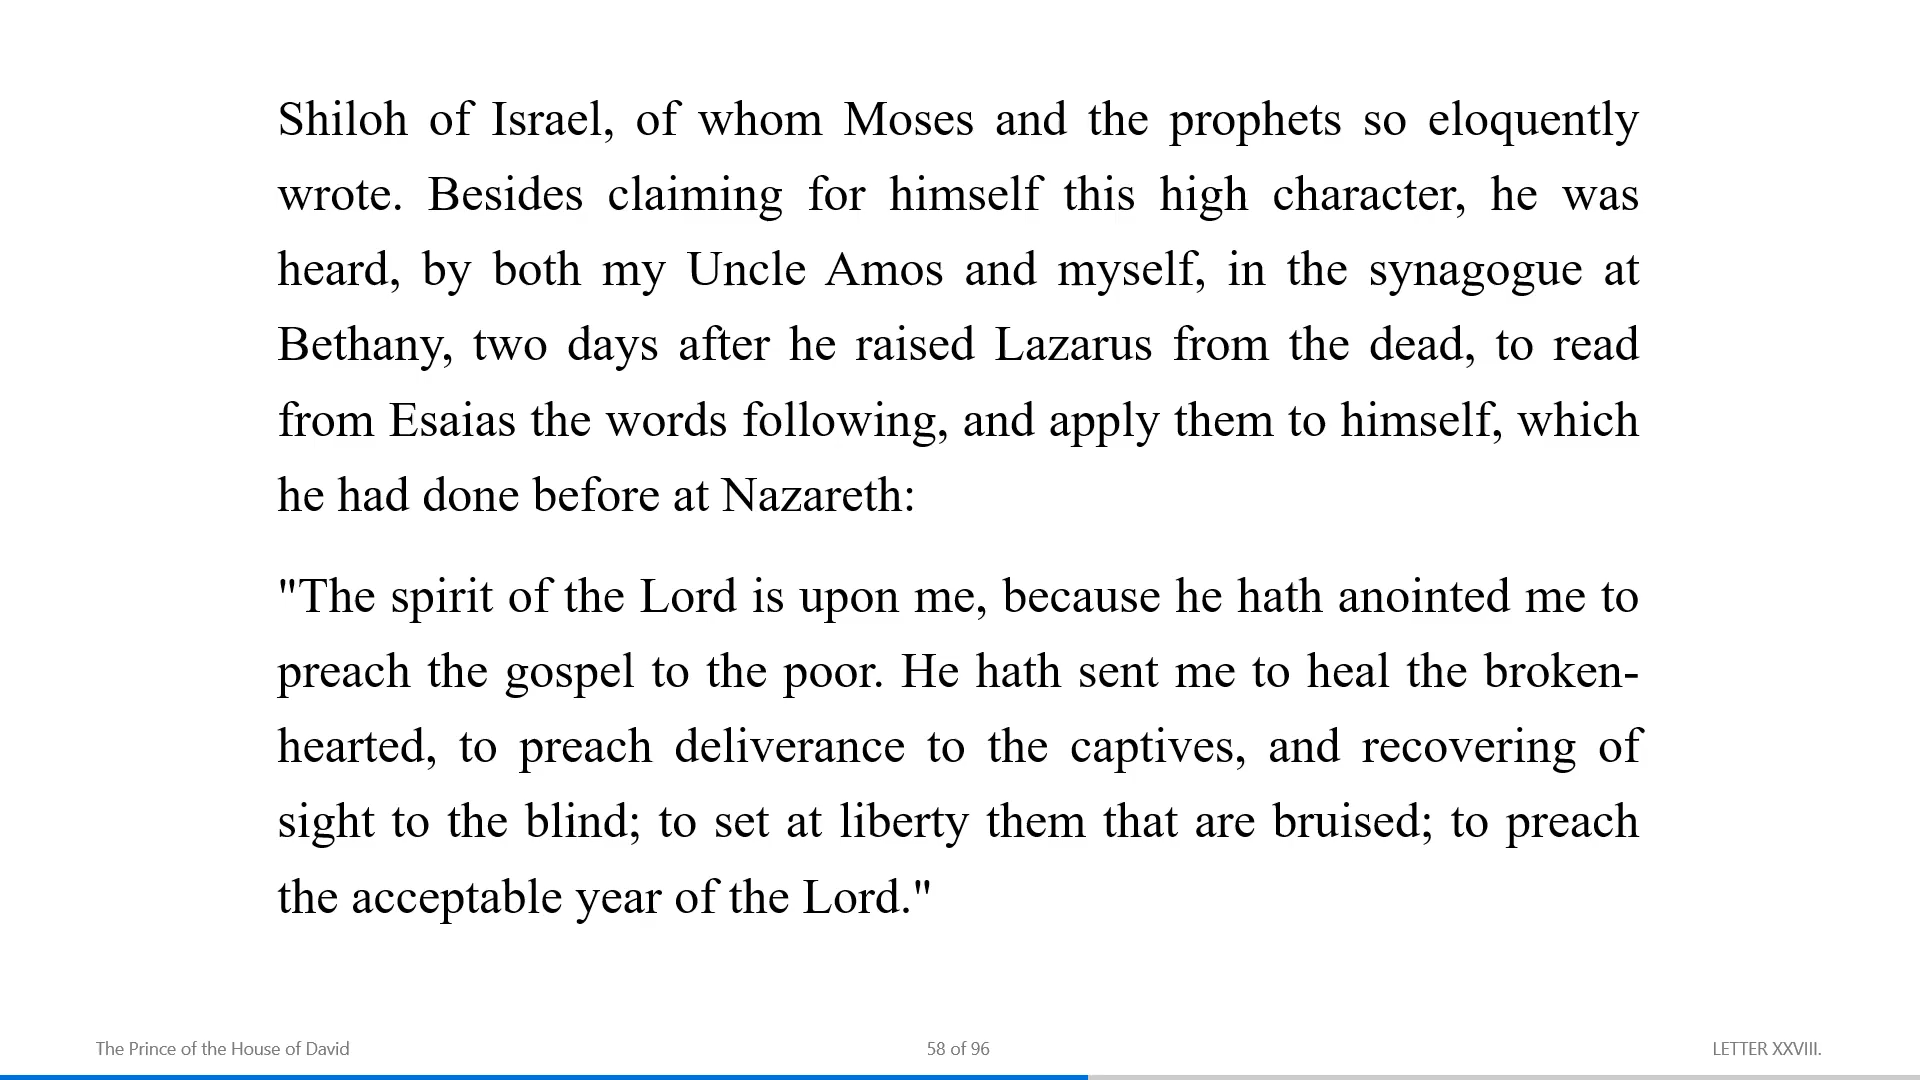 Shiloh of Israel, of whom Moses and the prophets so eloquently
wrote. Besides claiming for himself this high character, he was
heard, by both my Uncle Amos and myself, in the synagogue at
Bethany, two days after he raised Lazarus from the dead, to read
from Esaias the words following, and apply them to himself, which
he had done before at Nazareth:
"The spirit of the Lord is upon me, because he hath anointed me to
preach the gospel to the poor. He hath sent me to heal the broken-
hearted, to preach deliverance to the captives, and recovering of
sight to the blind; to set at liberty them that are bruised; to preach
the acceptable year of the Lord."
The Prince of the House of David
58 of 96
LETTER XXVIII.